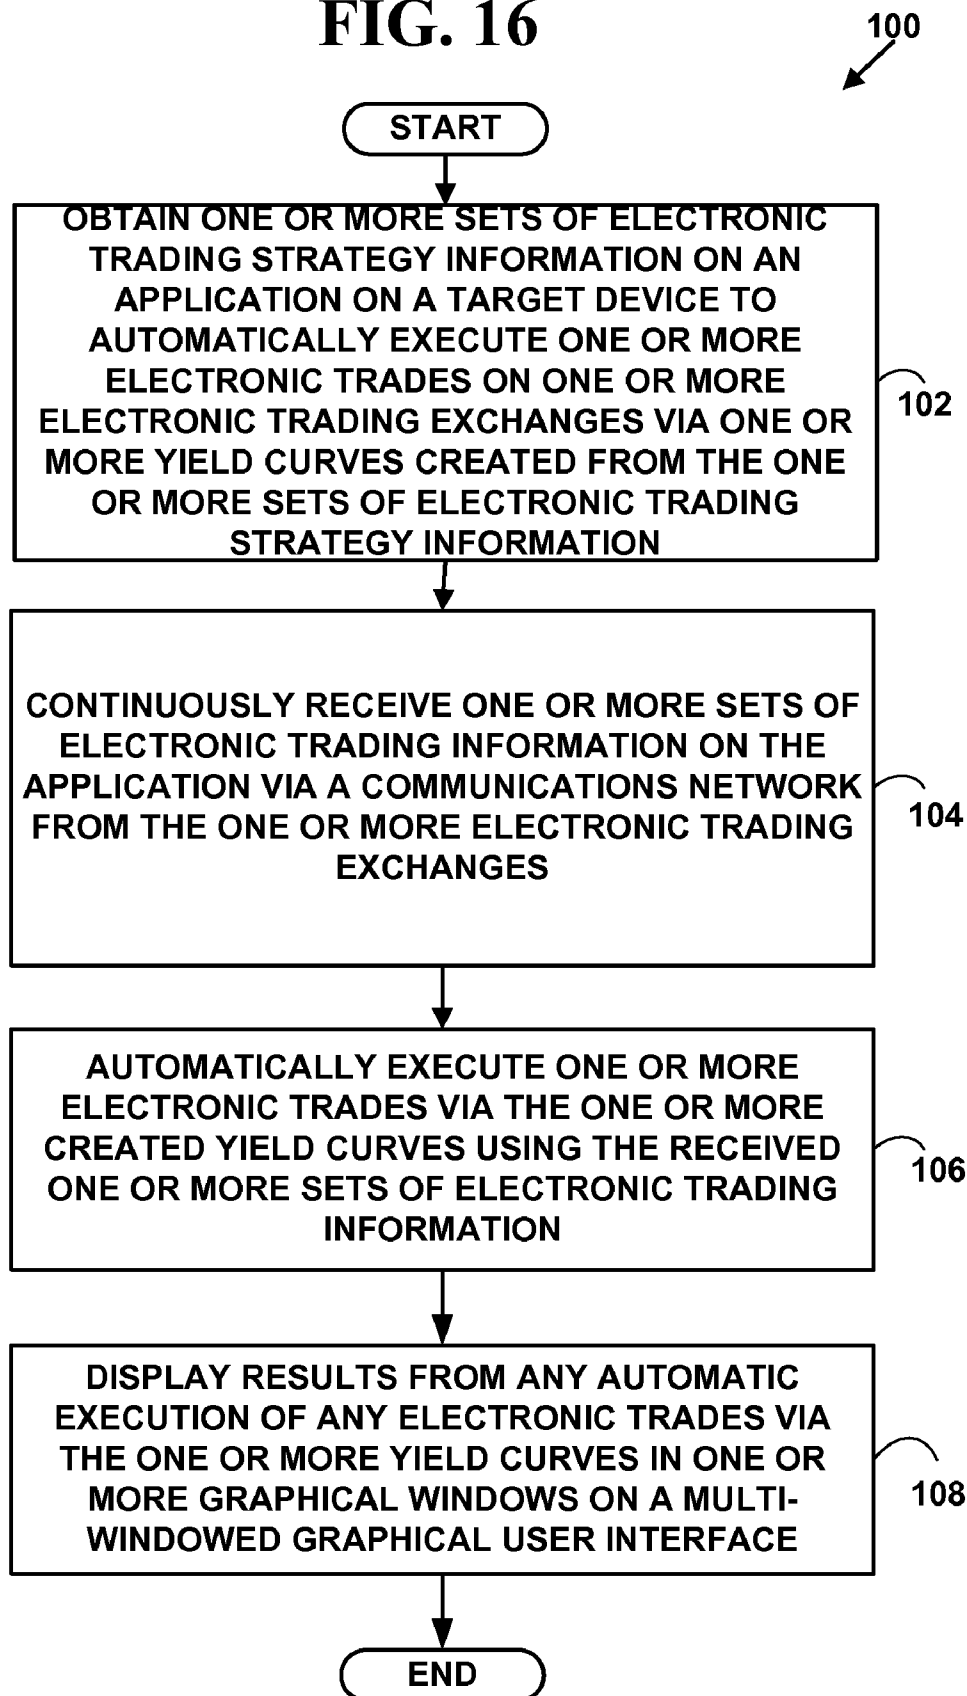 FIG. 16
100
START
OBTAIN ONE OR MORE SETS OF ELECTRONIC
TRADING STRATEGY INFORMATION ON AN
APPLICATION ON A TARGET DEVICE TO
AUTOMATICALLY EXECUTE ONE OR MORE
ELECTRONIC TRADES ON ONE OR MORE
ELECTRONIC TRADING EXCHANGES VIA ONE OR
MORE YIELD CURVES CREATED FROM THE ONE
OR MORE SETS OF ELECTRONIC TRADING
STRATEGY INFORMATION
102
CONTINUOUSLY RECEIVE ONE OR MORE SETS OF
ELECTRONIC TRADING INFORMATION ON THE
APPLICATION VIA A COMMUNICATIONS NETWORK
FROM THE ONE OR MORE ELECTRONIC TRADING
EXCHANGES
104
AUTOMATICALLY EXECUTE ONE OR MORE
ELECTRONIC TRADES VIA THE ONE OR MORE
CREATED YIELD CURVES USING THE RECEIVED
ONE OR MORE SETS OF ELECTRONIC TRADING
INFORMATION
106
DISPLAY RESULTS FROM ANY AUTOMATIC
EXECUTION OF ANY ELECTRONIC TRADES VIA
THE ONE OR MORE YIELD CURVES IN ONE OR
MORE GRAPHICAL WINDOWS ON A MULTI-
WINDOWED GRAPHICAL USER INTERFACE
108
END